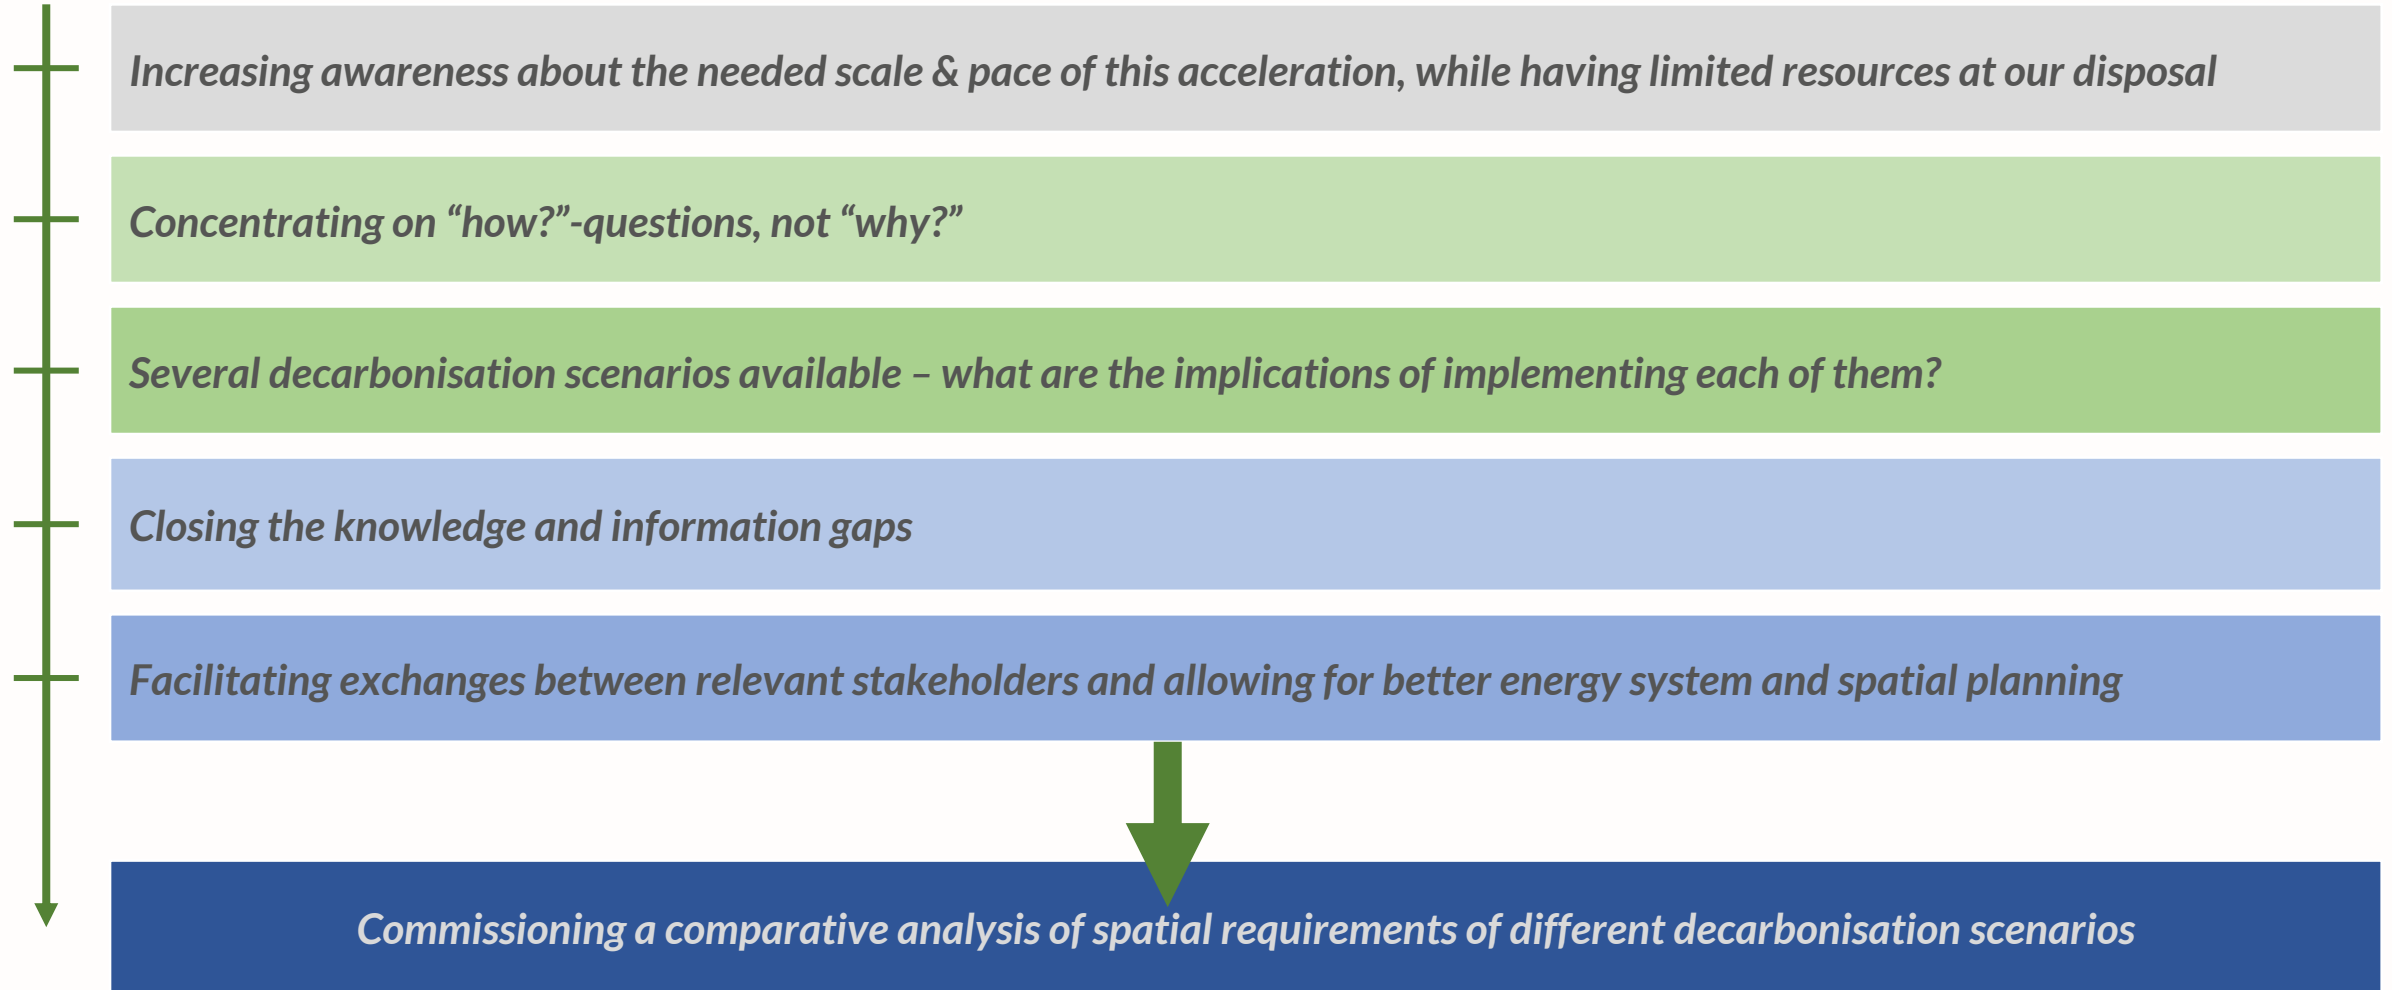 Increasing awareness about the needed scale & pace of this acceleration, while having limited resources at our disposal
Concentrating on “how?”-questions, not “why?”
Several decarbonisation scenarios available – what are the implications of implementing each of them?
Closing the knowledge and information gaps
Facilitating exchanges between relevant stakeholders and allowing for better energy system and spatial planning
Commissioning a comparative analysis of spatial requirements of different decarbonisation scenarios